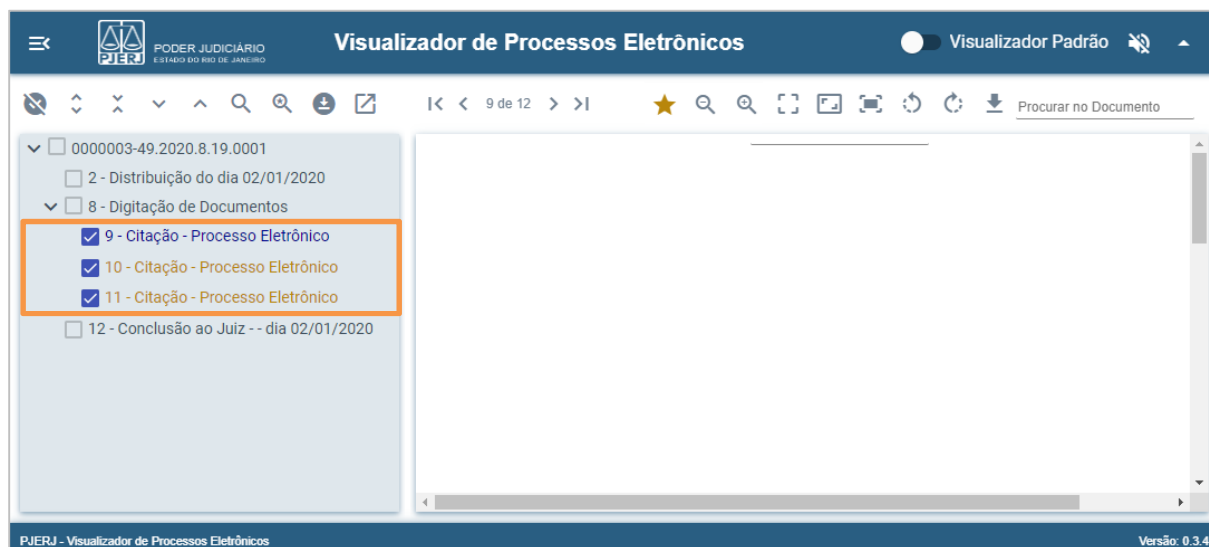 PJERJ
PODER JUDICIÁRIO
ESTADO DO RIO DE JANEIRO
Visualizador de Processos Eletrônicos
Visualizador Padrão
9 de 12
Procurar no Documento
0000003-49.2020.8.19.0001
2 - Distribuição do dia 02/01/2020
8 - Digitação de Documentos
9 - Citação - Processo Eletrônico
10 - Citação - Processo Eletrônico
11 - Citação - Processo Eletrônico
12 - Conclusão ao Juiz - - dia 02/01/2020
PJERJ - Visualizador de Processos Eletrônicos
Versão: 0.3.4